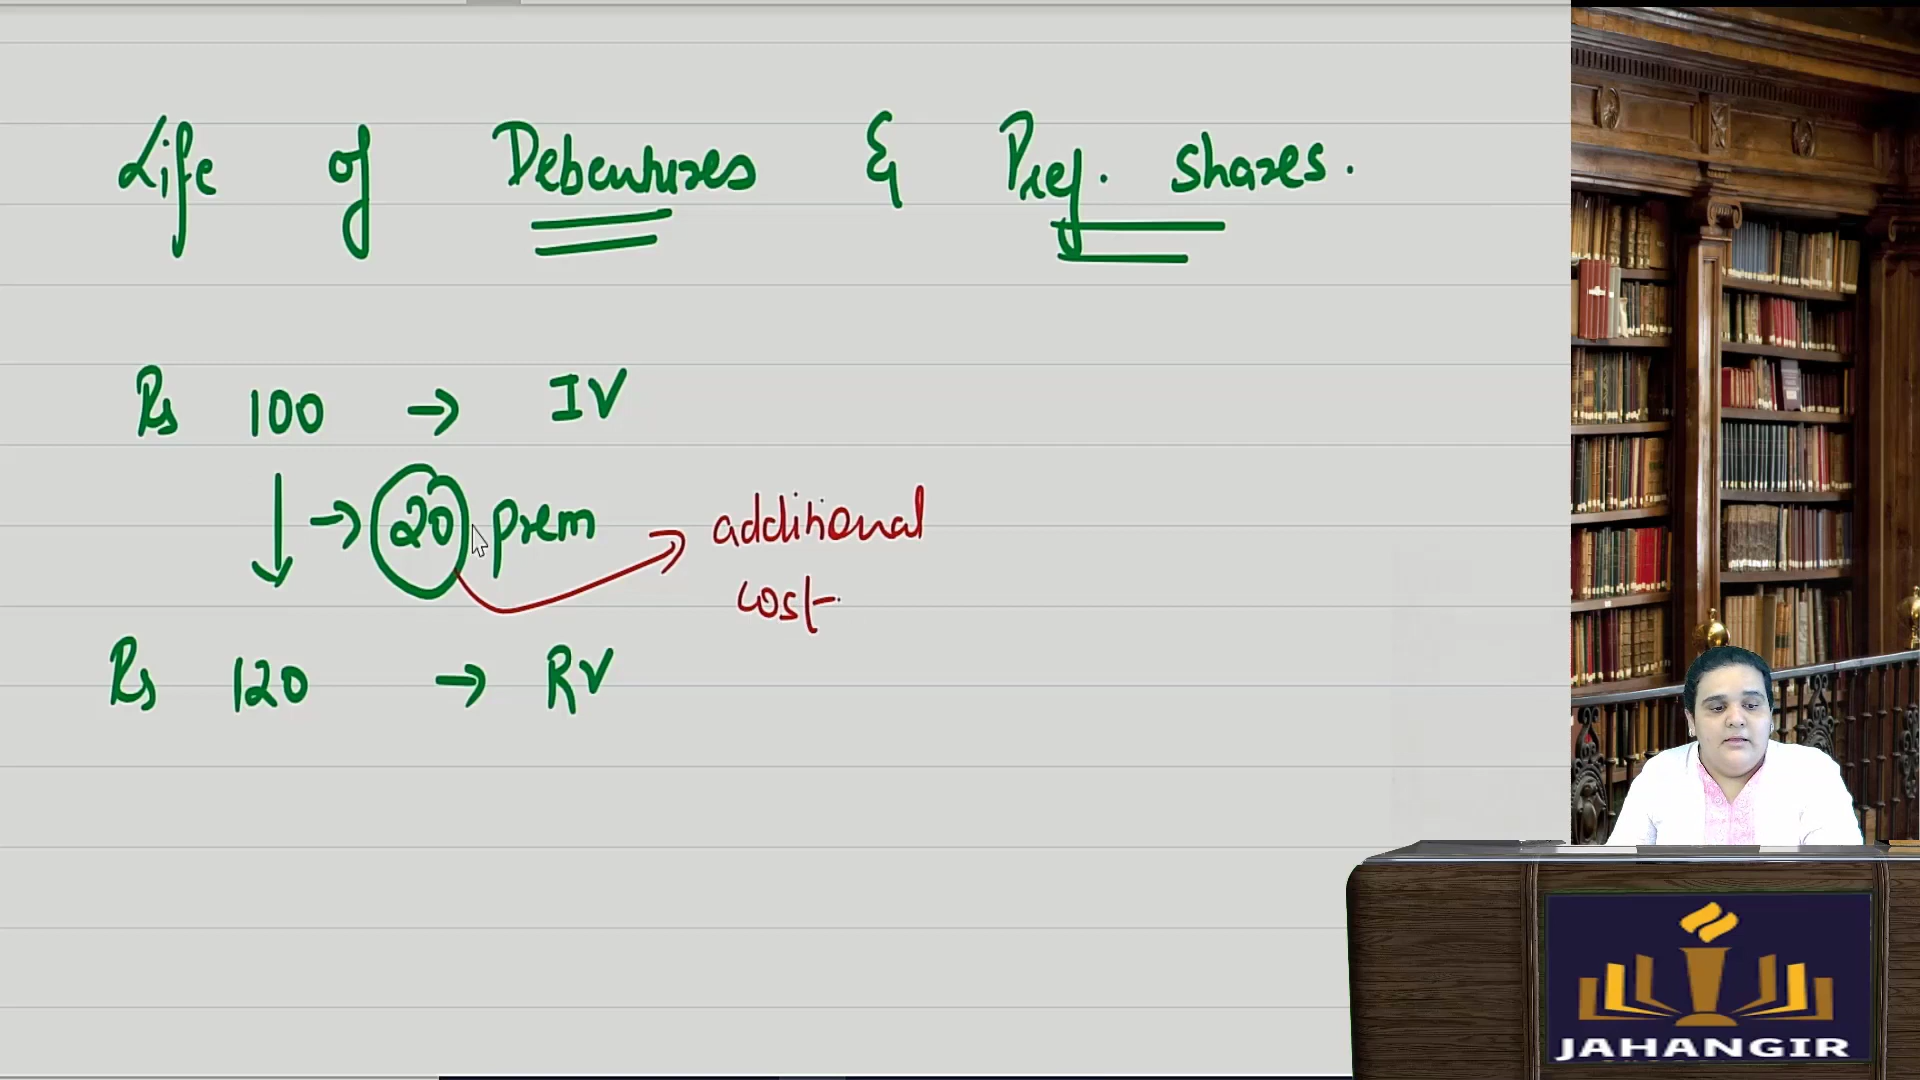 Life of Debentures & Pref. shares.
Rs 100 → IV
↓ → 20 prem → additional
cost
Rs 120 → RV
JAHANGIR